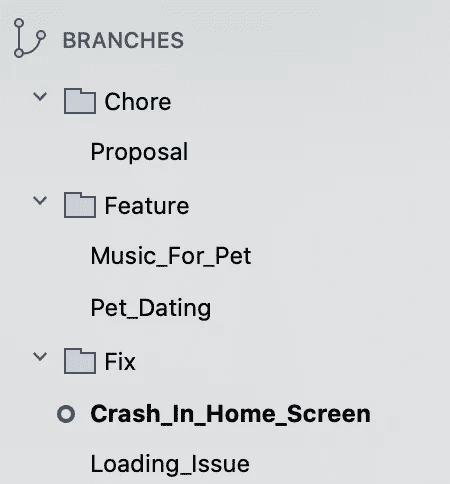 BRANCHES
Chore
Proposal
Feature
Music_For_Pet
Pet_Dating
Fix
Crash_In_Home_Screen
Loading_Issue